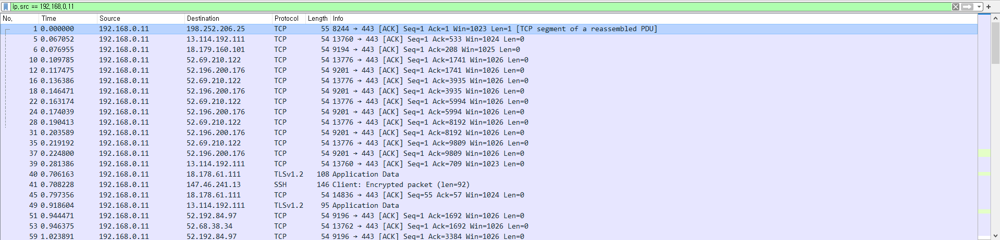 ip.src == 192.168.0.11
No. Time Source Destination Protocol Length Info
1 0.000000 192.168.0.11 198.252.206.25 TCP 55 8244 → 443 [ACK] Seq=1 Ack=1 Win=1023 Len=1 [TCP segment of a reassembled PDU]
5 0.067052 192.168.0.11 13.114.192.111 TCP 54 13760 → 443 [ACK] Seq=1 Ack=533 Win=1024 Len=0
6 0.076955 192.168.0.11 18.179.160.101 TCP 54 9194 → 443 [ACK] Seq=1 Ack=208 Win=1025 Len=0
10 0.109785 192.168.0.11 52.69.210.122 TCP 54 13776 → 443 [ACK] Seq=1 Ack=1741 Win=1026 Len=0
12 0.117475 192.168.0.11 52.196.200.176 TCP 54 9201 → 443 [ACK] Seq=1 Ack=1741 Win=1026 Len=0
16 0.136386 192.168.0.11 52.69.210.122 TCP 54 13776 → 443 [ACK] Seq=1 Ack=3935 Win=1026 Len=0
18 0.146471 192.168.0.11 52.196.200.176 TCP 54 9201 → 443 [ACK] Seq=1 Ack=3935 Win=1026 Len=0
22 0.163174 192.168.0.11 52.69.210.122 TCP 54 13776 → 443 [ACK] Seq=1 Ack=5994 Win=1026 Len=0
24 0.174039 192.168.0.11 52.196.200.176 TCP 54 9201 → 443 [ACK] Seq=1 Ack=5994 Win=1026 Len=0
28 0.190413 192.168.0.11 52.69.210.122 TCP 54 13776 → 443 [ACK] Seq=1 Ack=8192 Win=1026 Len=0
31 0.203589 192.168.0.11 52.196.200.176 TCP 54 9201 → 443 [ACK] Seq=1 Ack=8192 Win=1026 Len=0
35 0.219192 192.168.0.11 52.69.210.122 TCP 54 13776 → 443 [ACK] Seq=1 Ack=9809 Win=1026 Len=0
37 0.224800 192.168.0.11 52.196.200.176 TCP 54 9201 → 443 [ACK] Seq=1 Ack=9809 Win=1026 Len=0
39 0.281386 192.168.0.11 13.114.192.111 TCP 54 13760 → 443 [ACK] Seq=1 Ack=709 Win=1023 Len=0
40 0.706163 192.168.0.11 18.178.61.111 TLSv1.2 108 Application Data
41 0.708228 192.168.0.11 147.46.241.13 SSH 146 Client: Encrypted packet (len=92)
45 0.797356 192.168.0.11 18.178.61.111 TCP 54 14836 → 443 [ACK] Seq=55 Ack=57 Win=1024 Len=0
49 0.918604 192.168.0.11 13.114.192.111 TLSv1.2 95 Application Data
51 0.944471 192.168.0.11 52.192.84.97 TCP 54 9196 → 443 [ACK] Seq=1 Ack=1692 Win=1026 Len=0
53 0.946375 192.168.0.11 52.68.38.34 TCP 54 13762 → 443 [ACK] Seq=1 Ack=1692 Win=1026 Len=0
59 1.023891 192.168.0.11 52.192.84.97 TCP 54 9196 → 443 [ACK] Seq=1 Ack=3384 Win=1026 Len=0